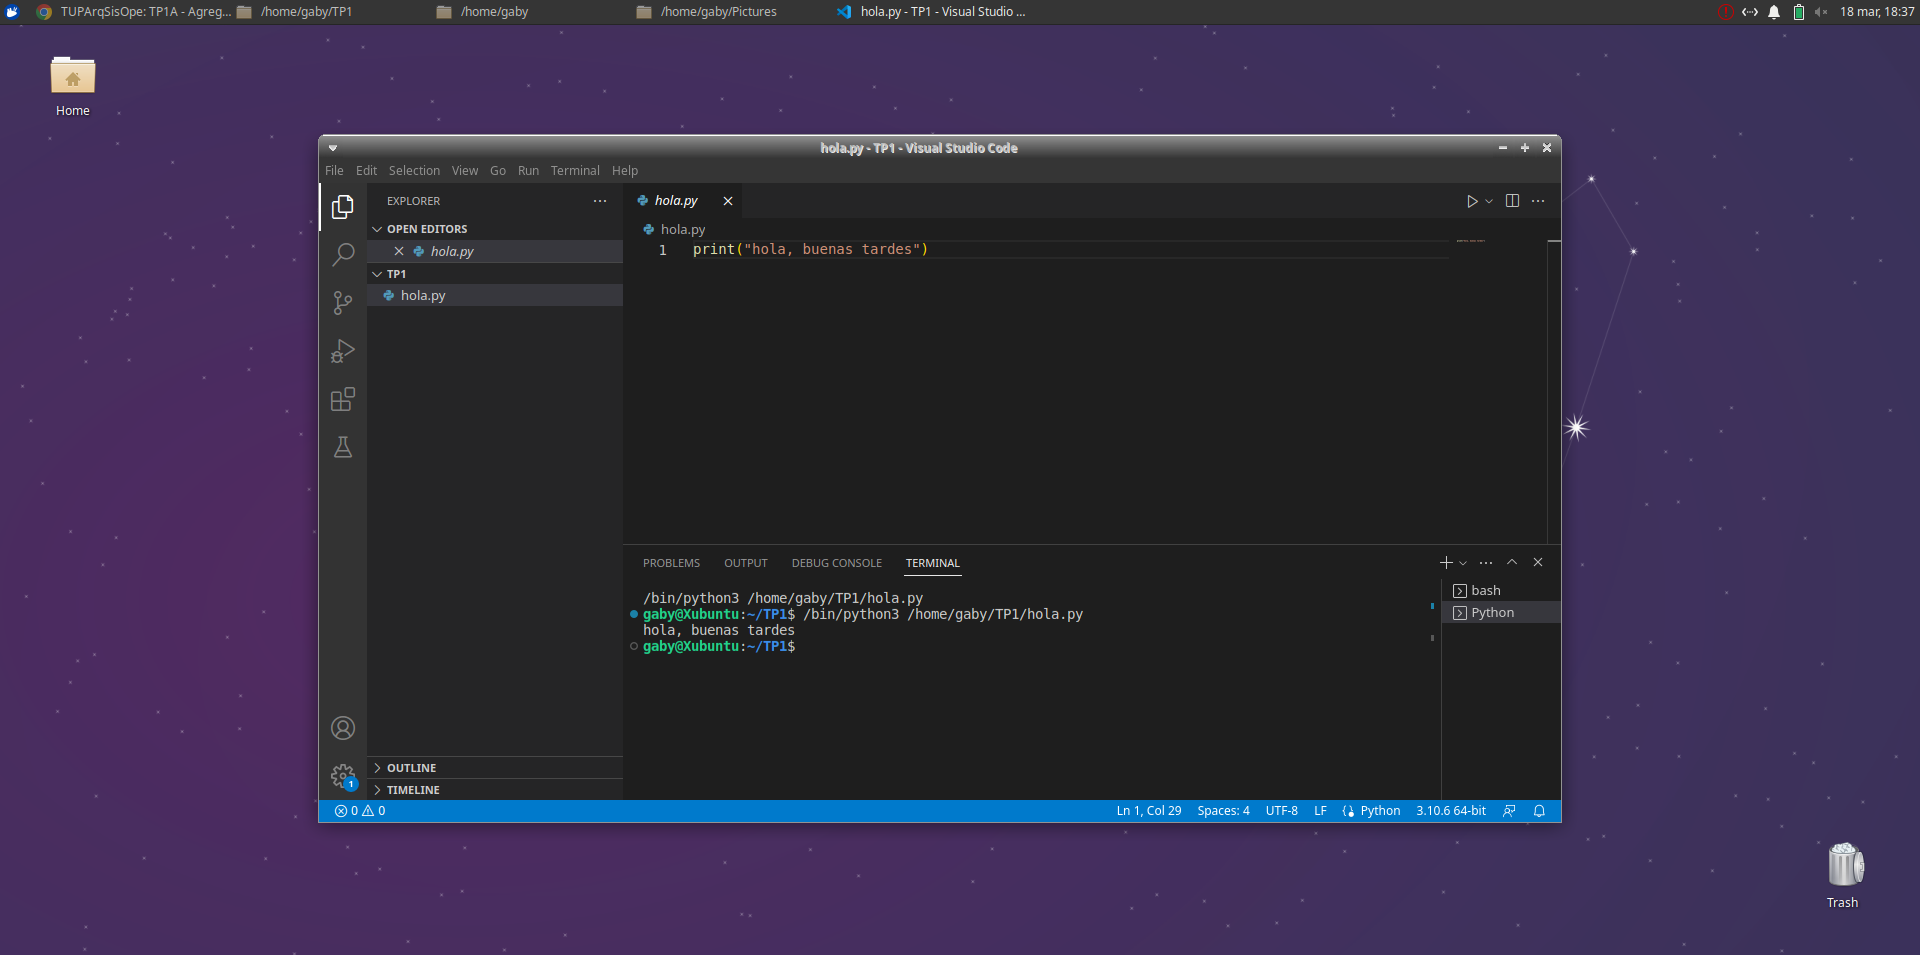 TUPArqSisOpe: TP1A - Agreg...
/home/gaby/TP1
/home/gaby
/home/gaby/Pictures
hola.py - TP1 - Visual Studio ...
18 mar, 18:37
Home
hola.py - TP1 - Visual Studio Code
File Edit Selection View Go Run Terminal Help
EXPLORER
OPEN EDITORS
hola.py
TP1
hola.py
OUTLINE
TIMELINE
hola.py
hola.py
1 print("hola, buenas tardes")
PROBLEMS OUTPUT DEBUG CONSOLE TERMINAL
/bin/python3 /home/gaby/TP1/hola.py
gaby@Xubuntu:~/TP1$ /bin/python3 /home/gaby/TP1/hola.py
hola, buenas tardes
gaby@Xubuntu:~/TP1$
bash
Python
1
0 0
Ln 1, Col 29 Spaces: 4 UTF-8 LF Python 3.10.6 64-bit
Trash